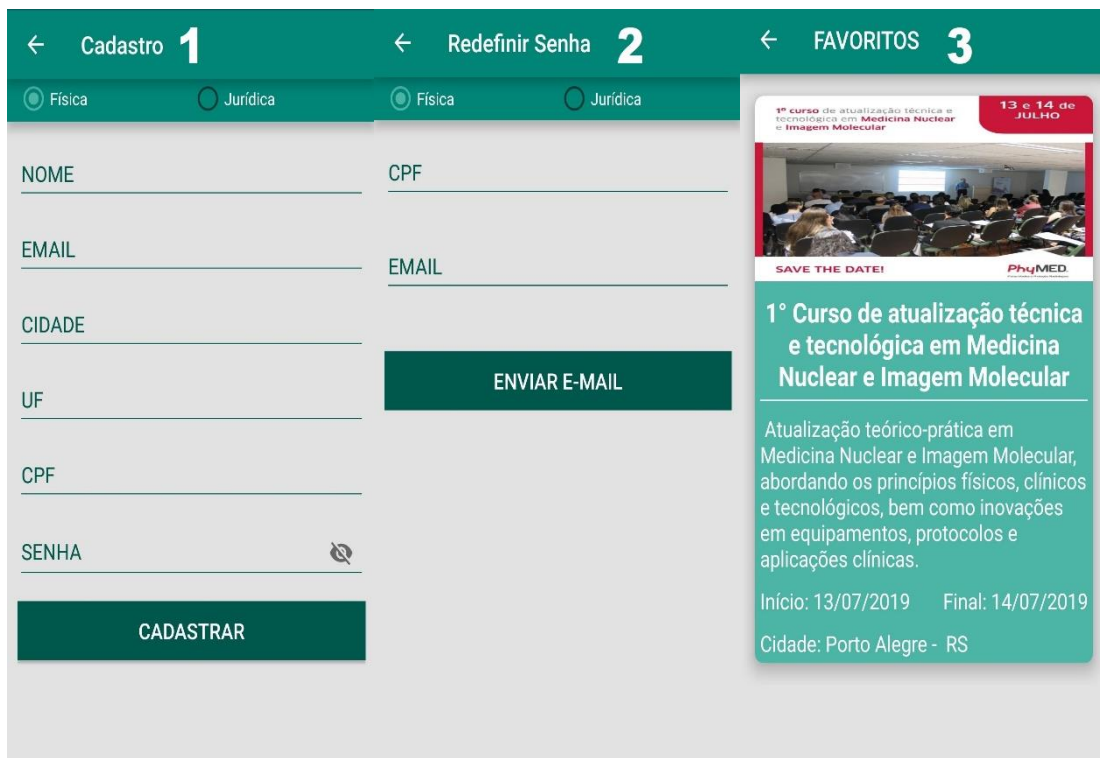 Cadastro 1
Física Jurídica
NOME
EMAIL
CIDADE
UF
CPF
SENHA
CADASTRAR
Redefinir Senha 2
Física Jurídica
CPF
EMAIL
ENVIAR E-MAIL
FAVORITOS 3
1º curso de atualização técnica e
tecnológica em Medicina Nuclear
e Imagem Molecular
13 e 14 de
JULHO
SAVE THE DATE!
PhyMED
1° Curso de atualização técnica
e tecnológica em Medicina
Nuclear e Imagem Molecular
Atualização teórico-prática em
Medicina Nuclear e Imagem Molecular,
abordando os princípios físicos, clínicos
e tecnológicos, bem como inovações
em equipamentos, protocolos e
aplicações clínicas.
Início: 13/07/2019 Final: 14/07/2019
Cidade: Porto Alegre - RS